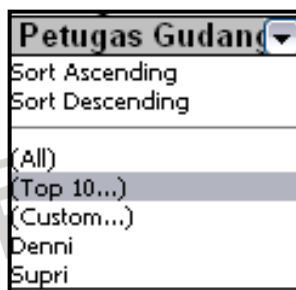 Petugas Gudang
Sort Ascending
Sort Descending
(All)
(Top 10...)
(Custom...)
Denni
Supri